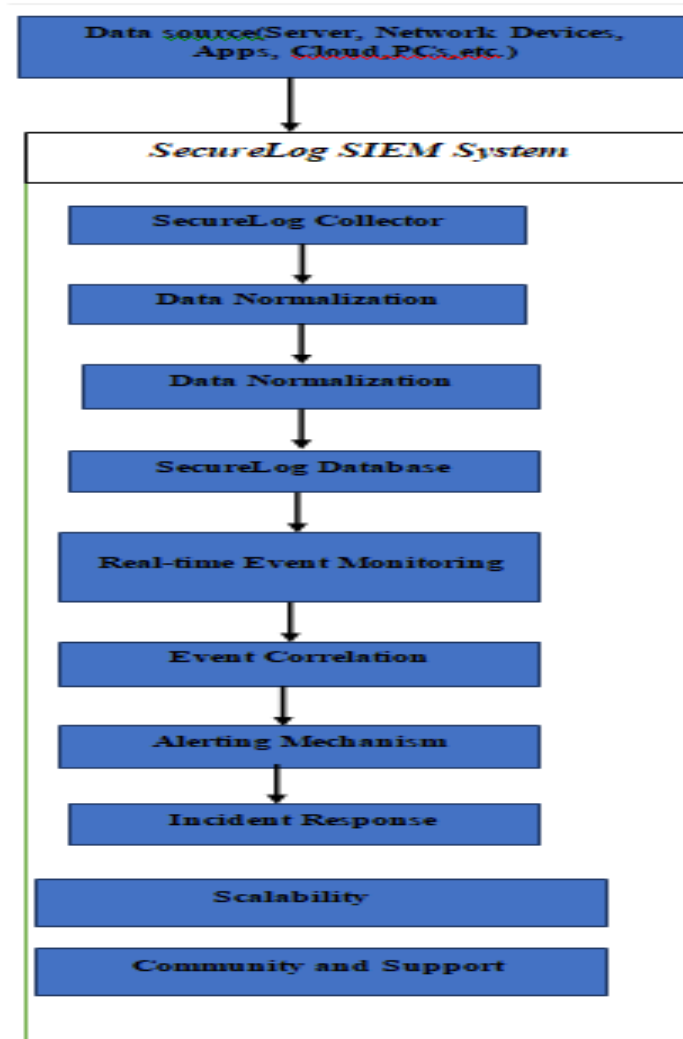 Data source(Server, Network Devices,
Apps, Cloud,PCs,etc.)
SecureLog SIEM System
SecureLog Collector
Data Normalization
Data Normalization
SecureLog Database
Real-time Event Monitoring
Event Correlation
Alerting Mechanism
Incident Response
Scalability
Community and Support